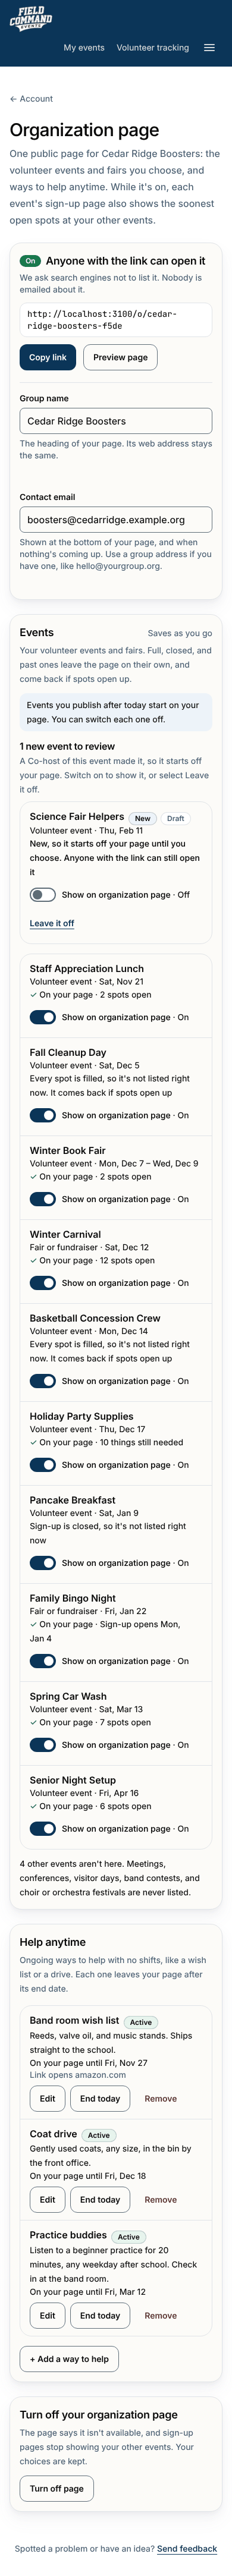 FIELD
COMMAND
EVENTS
My events
Volunteer tracking
← Account
Organization page
One public page for Cedar Ridge Boosters: the
volunteer events and fairs you choose, and
ways to help anytime. While it's on, each
event's sign-up page also shows the soonest
open spots at your other events.
On Anyone with the link can open it
We ask search engines not to list it. Nobody is
emailed about it.
http://localhost:3100/o/cedar-
ridge-boosters-f5de
Copy link
Preview page
Group name
Cedar Ridge Boosters
The heading of your page. Its web address stays
the same.
Contact email
boosters@cedarridge.example.org
Shown at the bottom of your page, and when
nothing's coming up. Use a group address if you
have one, like hello@yourgroup.org.
Events
Saves as you go
Your volunteer events and fairs. Full, closed, and
past ones leave the page on their own, and
come back if spots open up.
Events you publish after today start on your
page. You can switch each one off.
1 new event to review
A Co-host of this event made it, so it starts off
your page. Switch on to show it, or select Leave
it off.
Science Fair Helpers New Draft
Volunteer event · Thu, Feb 11
New, so it starts off your page until you
choose. Anyone with the link can still open
it
Show on organization page · Off
Leave it off
Staff Appreciation Lunch
Volunteer event · Sat, Nov 21
✓ On your page · 2 spots open
Show on organization page · On
Fall Cleanup Day
Volunteer event · Sat, Dec 5
Every spot is filled, so it's not listed right
now. It comes back if spots open up
Show on organization page · On
Winter Book Fair
Volunteer event · Mon, Dec 7 – Wed, Dec 9
✓ On your page · 2 spots open
Show on organization page · On
Winter Carnival
Fair or fundraiser · Sat, Dec 12
✓ On your page · 12 spots open
Show on organization page · On
Basketball Concession Crew
Volunteer event · Mon, Dec 14
Every spot is filled, so it's not listed right
now. It comes back if spots open up
Show on organization page · On
Holiday Party Supplies
Volunteer event · Thu, Dec 17
✓ On your page · 10 things still needed
Show on organization page · On
Pancake Breakfast
Volunteer event · Sat, Jan 9
Sign-up is closed, so it's not listed right
now
Show on organization page · On
Family Bingo Night
Fair or fundraiser · Fri, Jan 22
✓ On your page · Sign-up opens Mon,
Jan 4
Show on organization page · On
Spring Car Wash
Volunteer event · Sat, Mar 13
✓ On your page · 7 spots open
Show on organization page · On
Senior Night Setup
Volunteer event · Fri, Apr 16
✓ On your page · 6 spots open
Show on organization page · On
4 other events aren't here. Meetings,
conferences, visitor days, band contests, and
choir or orchestra festivals are never listed.
Help anytime
Ongoing ways to help with no shifts, like a wish
list or a drive. Each one leaves your page after
its end date.
Band room wish list Active
Reeds, valve oil, and music stands. Ships
straight to the school.
On your page until Fri, Nov 27
Link opens amazon.com
Edit
End today
Remove
Coat drive Active
Gently used coats, any size, in the bin by
the front office.
On your page until Fri, Dec 18
Edit
End today
Remove
Practice buddies Active
Listen to a beginner practice for 20
minutes, any weekday after school. Check
in at the band room.
On your page until Fri, Mar 12
Edit
End today
Remove
+ Add a way to help
Turn off your organization page
The page says it isn't available, and sign-up
pages stop showing your other events. Your
choices are kept.
Turn off page
Spotted a problem or have an idea? Send feedback